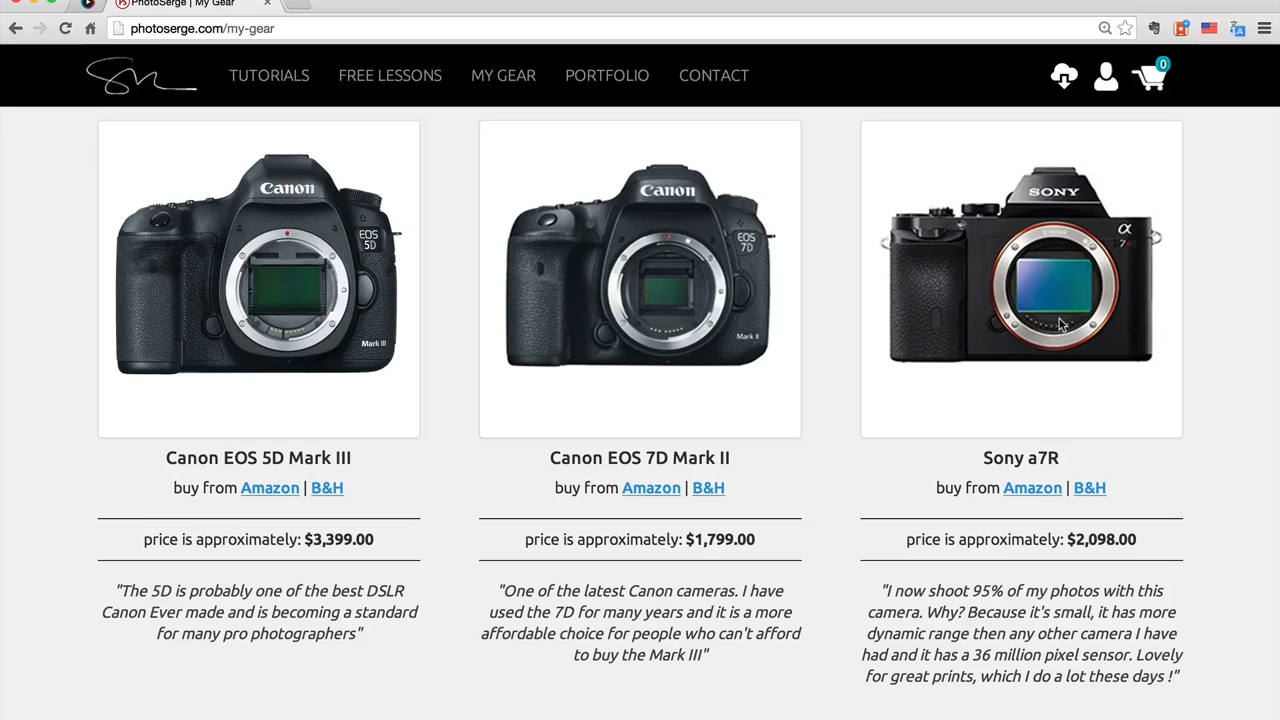 PhotoSerge | My Gear
photoserge.com/my-gear
TUTORIALS FREE LESSONS MY GEAR PORTFOLIO CONTACT
0
Canon
EOS
5D
Mark III
Canon
EOS
7D
Mark II
SONY
α
7R
Canon EOS 5D Mark III
buy from Amazon | B&H
price is approximately: $3,399.00
"The 5D is probably one of the best DSLR
Canon Ever made and is becoming a standard
for many pro photographers"
Canon EOS 7D Mark II
buy from Amazon | B&H
price is approximately: $1,799.00
"One of the latest Canon cameras. I have
used the 7D for many years and it is a more
affordable choice for people who can't afford
to buy the Mark III"
Sony a7R
buy from Amazon | B&H
price is approximately: $2,098.00
"I now shoot 95% of my photos with this
camera. Why? Because it's small, it has more
dynamic range then any other camera I have
had and it has a 36 million pixel sensor. Lovely
for great prints, which I do a lot these days !"